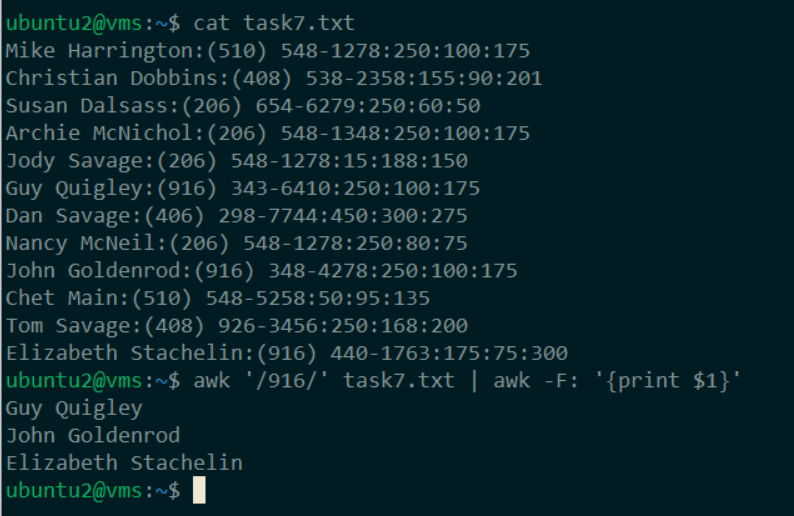 ubuntu2@vms:~$ cat task7.txt
Mike Harrington:(510) 548-1278:250:100:175
Christian Dobbins:(408) 538-2358:155:90:201
Susan Dalsass:(206) 654-6279:250:60:50
Archie McNichol:(206) 548-1348:250:100:175
Jody Savage:(206) 548-1278:15:188:150
Guy Quigley:(916) 343-6410:250:100:175
Dan Savage:(406) 298-7744:450:300:275
Nancy McNeil:(206) 548-1278:250:80:75
John Goldenrod:(916) 348-4278:250:100:175
Chet Main:(510) 548-5258:50:95:135
Tom Savage:(408) 926-3456:250:168:200
Elizabeth Stachelin:(916) 440-1763:175:75:300
ubuntu2@vms:~$ awk '/916/' task7.txt | awk -F: '{print $1}'
Guy Quigley
John Goldenrod
Elizabeth Stachelin
ubuntu2@vms:~$